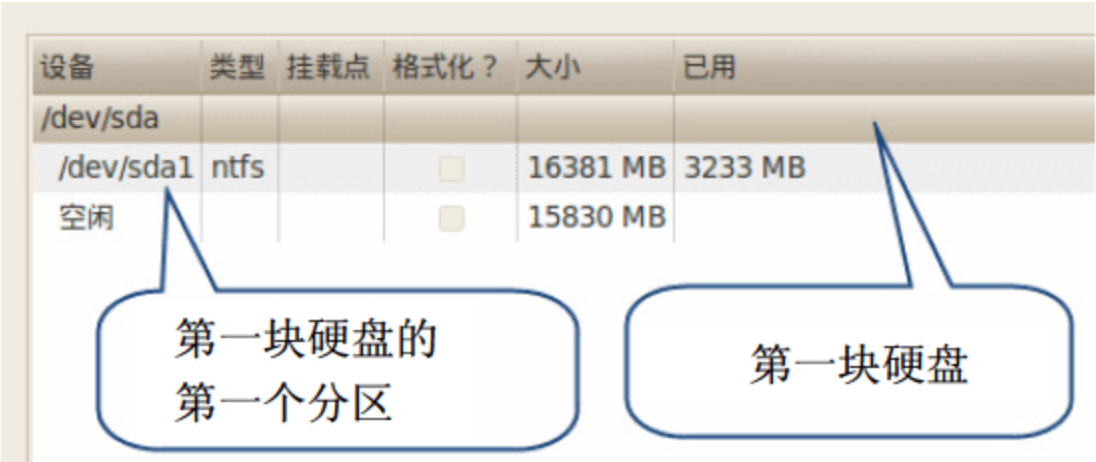 设备 类型 挂载点 格式化？ 大小 已用
/dev/sda
/dev/sda1 ntfs 16381 MB 3233 MB
空闲 15830 MB
第一块硬盘的
第一个分区
第一块硬盘